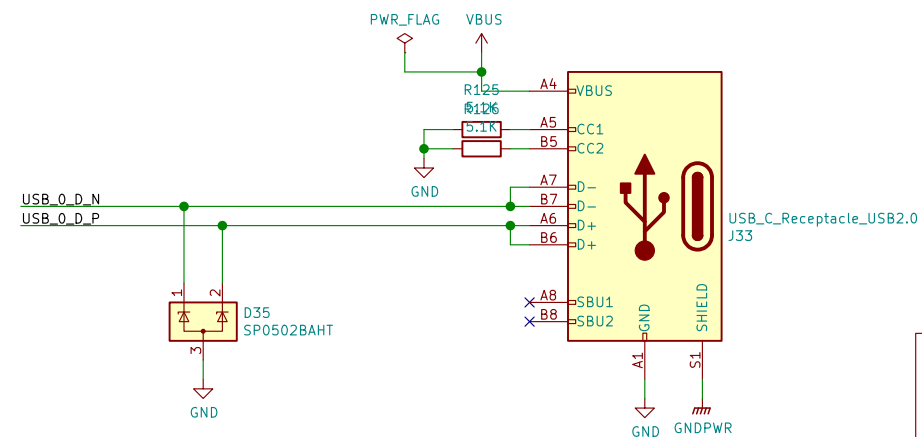 PWR_FLAG
VBUS
R125
5.1K
R126
5.1K
A4
VBUS
A5
CC1
B5
CC2
GND
A7
D-
B7
D-
A6
D+
B6
D+
USB_0_D_N
USB_0_D_P
USB_C_Receptacle_USB2.0
J33
A8
SBU1
B8
SBU2
GND
SHIELD
A1
S1
1
2
3
D35
SP0502BAHT
GND
GND
GNDPWR